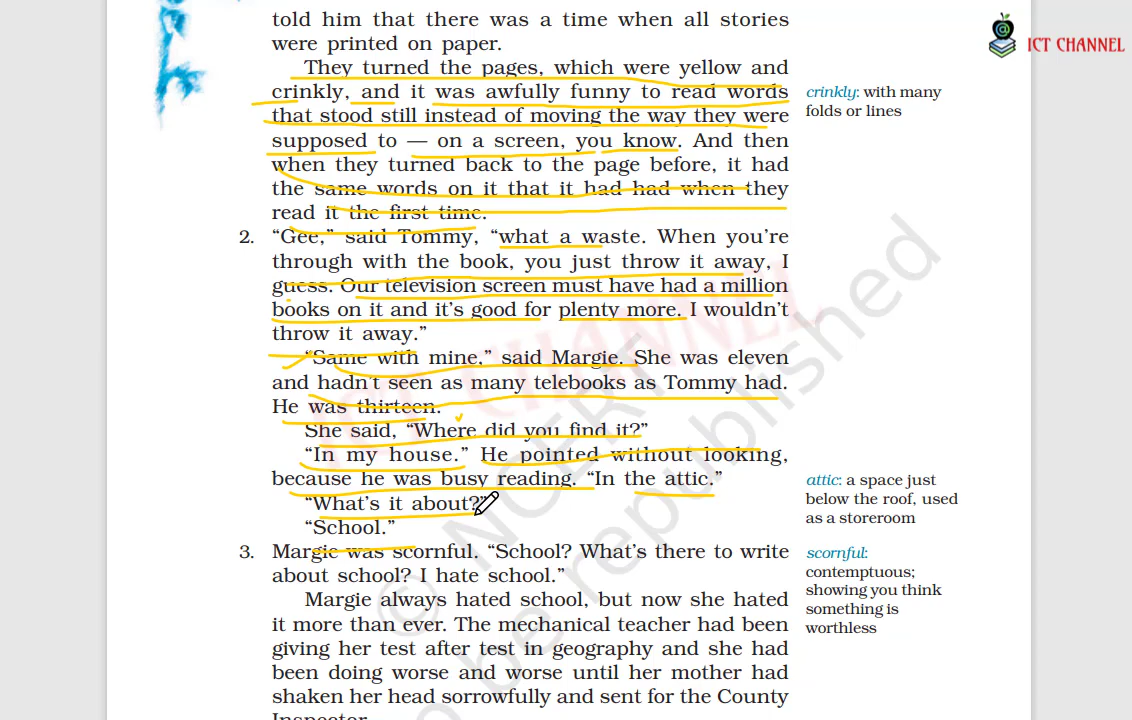 told him that there was a time when all stories
were printed on paper.
They turned the pages, which were yellow and
crinkly, and it was awfully funny to read words
that stood still instead of moving the way they were
supposed to — on a screen, you know. And then
when they turned back to the page before, it had
the same words on it that it had had when they
read it the first time.
2. “Gee,” said Tommy, “what a waste. When you’re
through with the book, you just throw it away, I
guess. Our television screen must have had a million
books on it and it’s good for plenty more. I wouldn’t
throw it away.”
“Same with mine,” said Margie. She was eleven
and hadn’t seen as many telebooks as Tommy had.
He was thirteen.
She said, “Where did you find it?”
“In my house.” He pointed without looking,
because he was busy reading. “In the attic.”
“What’s it about?”
“School.”
3. Margie was scornful. “School? What’s there to write
about school? I hate school.”
Margie always hated school, but now she hated
it more than ever. The mechanical teacher had been
giving her test after test in geography and she had
been doing worse and worse until her mother had
shaken her head sorrowfully and sent for the County
Inspector.
ICT CHANNEL
crinkly: with many
folds or lines
attic: a space just
below the roof, used
as a storeroom
scornful:
contemptuous;
showing you think
something is
worthless
ICT CHANNEL
© NCERT
be republished